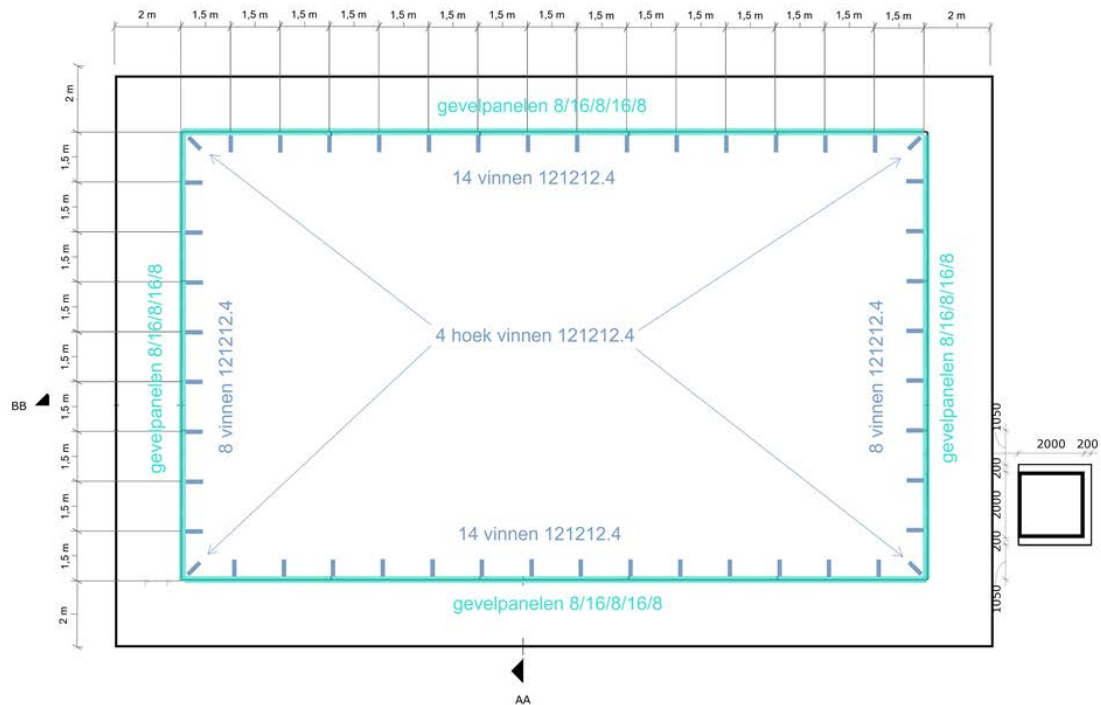 2 m 1,5 m 1,5 m 1,5 m 1,5 m 1,5 m 1,5 m 1,5 m 1,5 m 1,5 m 1,5 m 1,5 m 1,5 m 1,5 m 1,5 m 1,5 m 2 m
2 m
gevelpanelen 8/16/8/16/8
1,5 m
14 vinnen 121212.4
1,5 m
1,5 m
1,5 m
1,5 m
1,5 m
1,5 m
1,5 m
1,5 m
2 m
gevelpanelen 8/16/8/16/8
8 vinnen 121212.4
4 hoek vinnen 121212.4
8 vinnen 121212.4
gevelpanelen 8/16/8/16/8
BB
1050
2000 200
200
2000
200
1050
14 vinnen 121212.4
gevelpanelen 8/16/8/16/8
AA